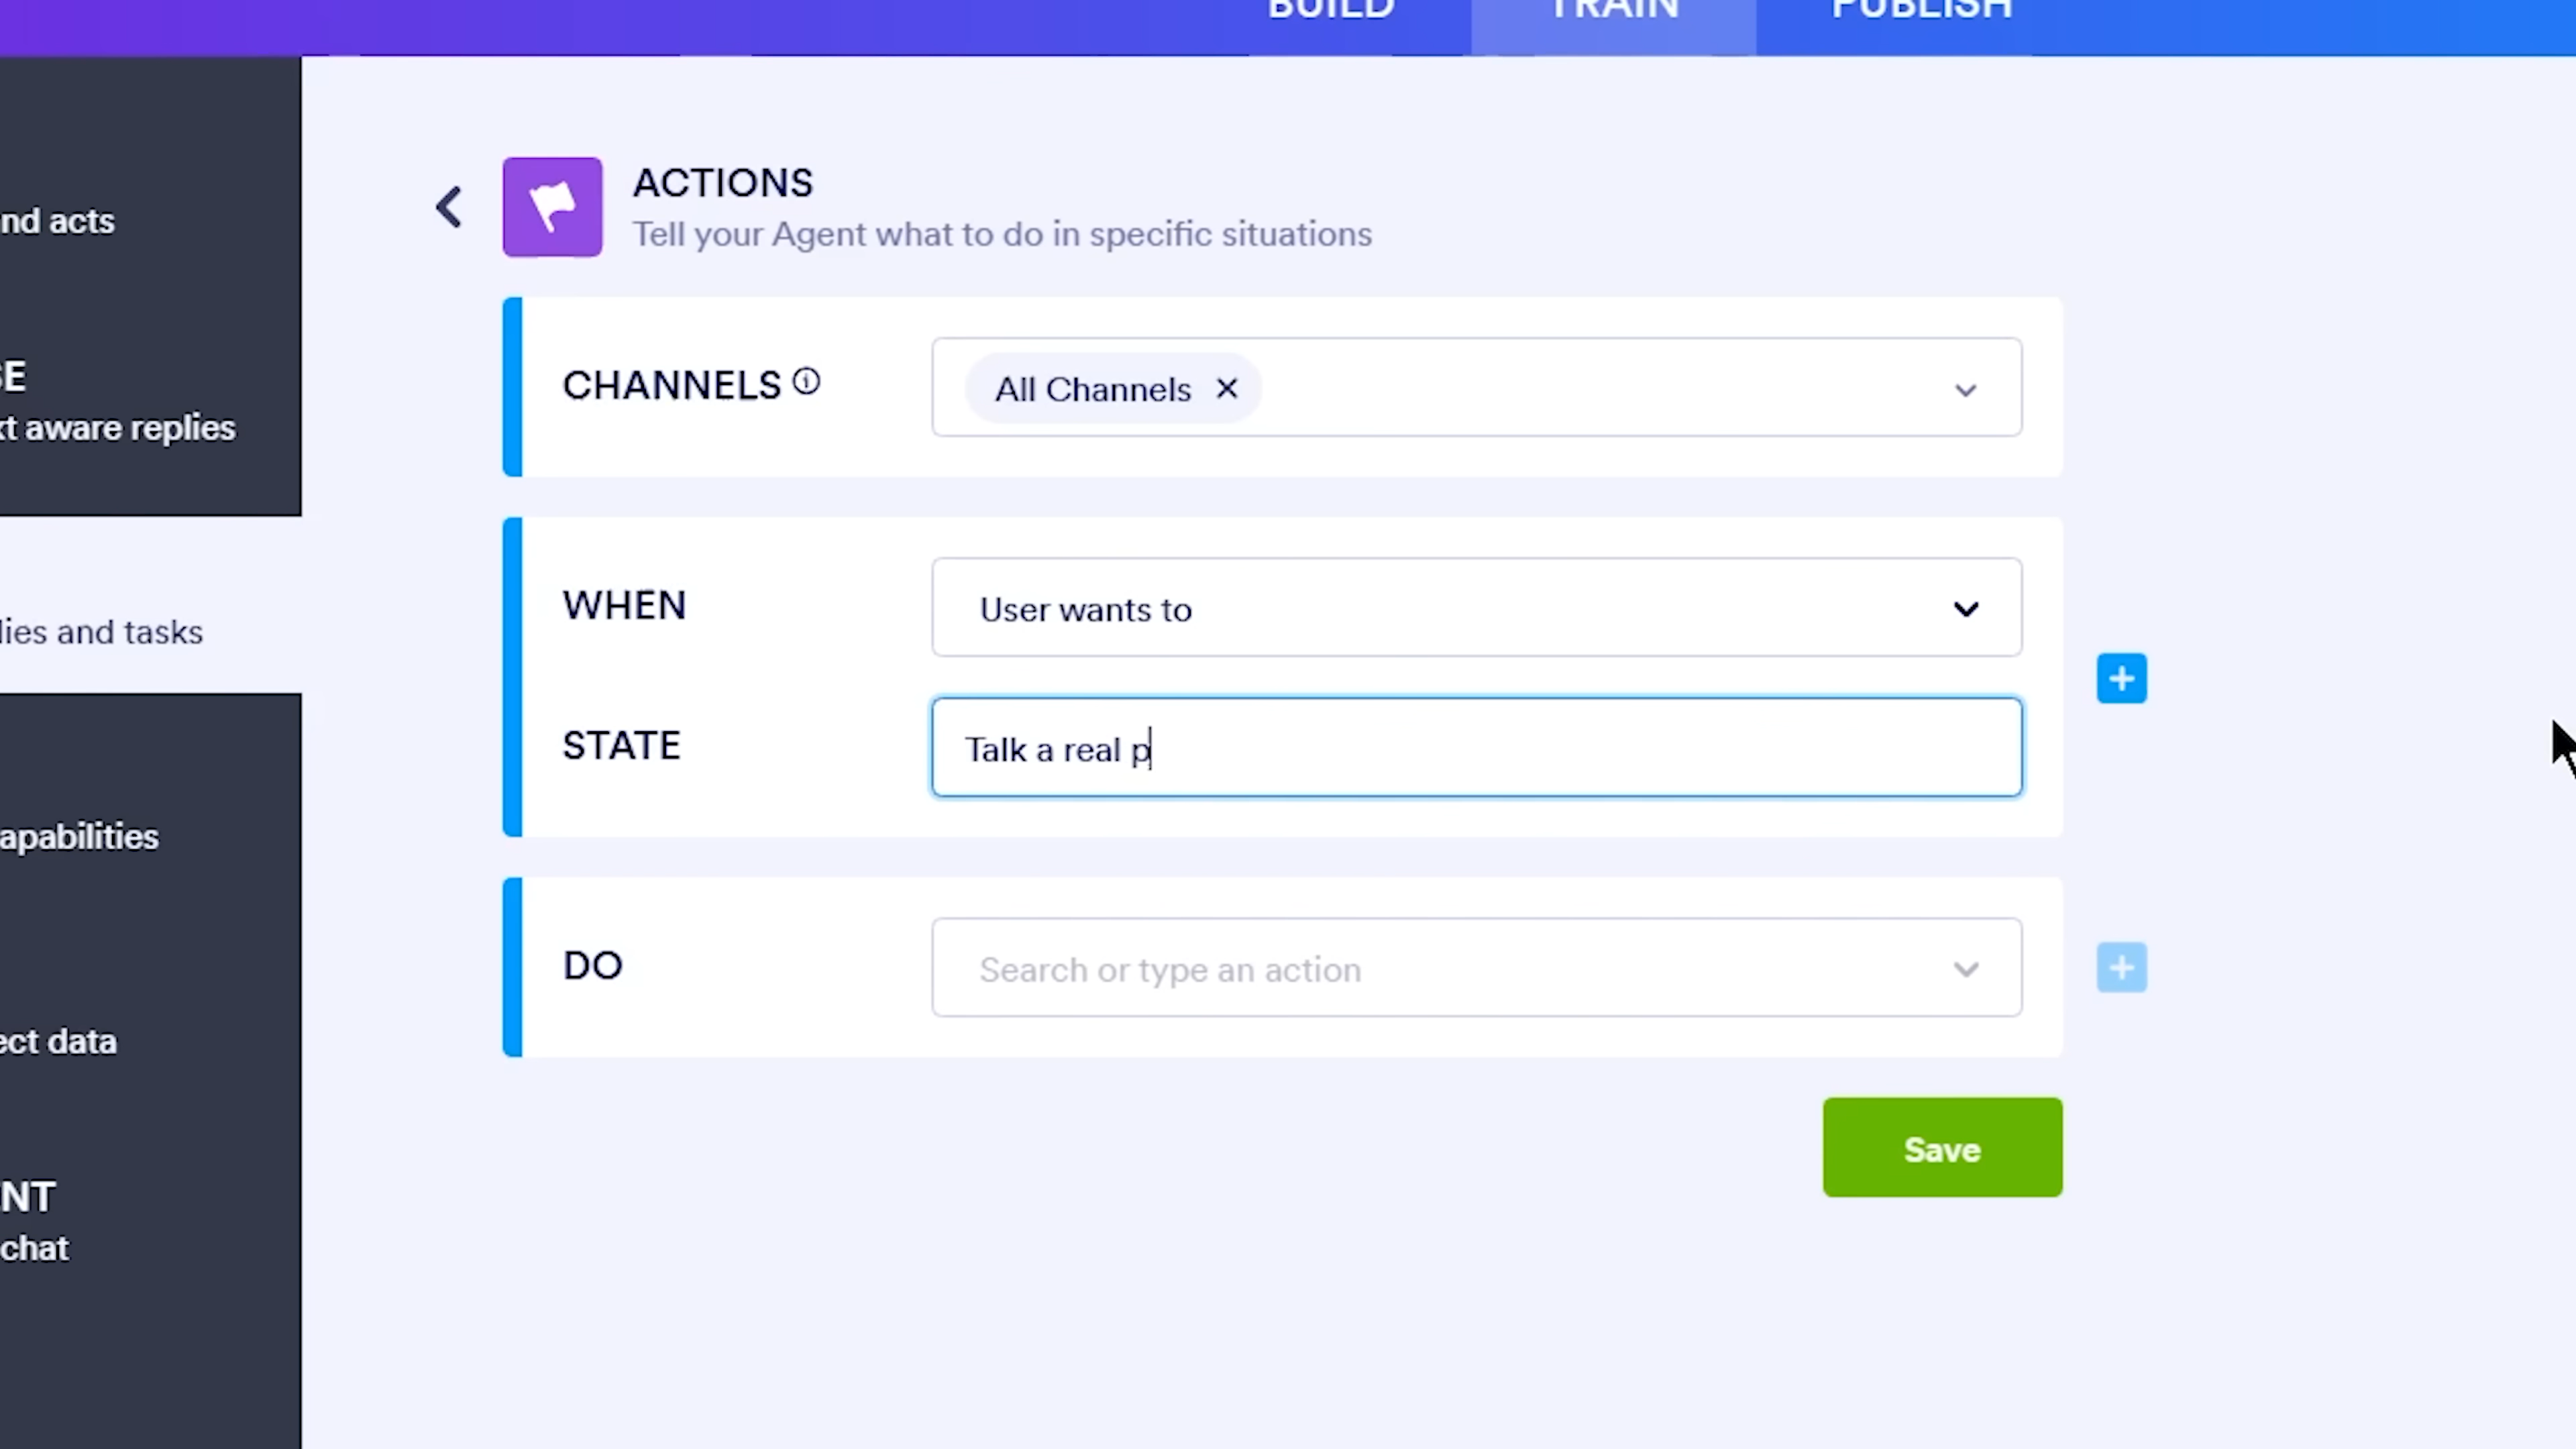 BUILD
TRAIN
PUBLISH
nd acts
SE
xt aware replies
lies and tasks
apabilities
ect data
NT
chat
ACTIONS
Tell your Agent what to do in specific situations
CHANNELS
All Channels
WHEN
User wants to
STATE
Talk a real p
DO
Search or type an action
Save